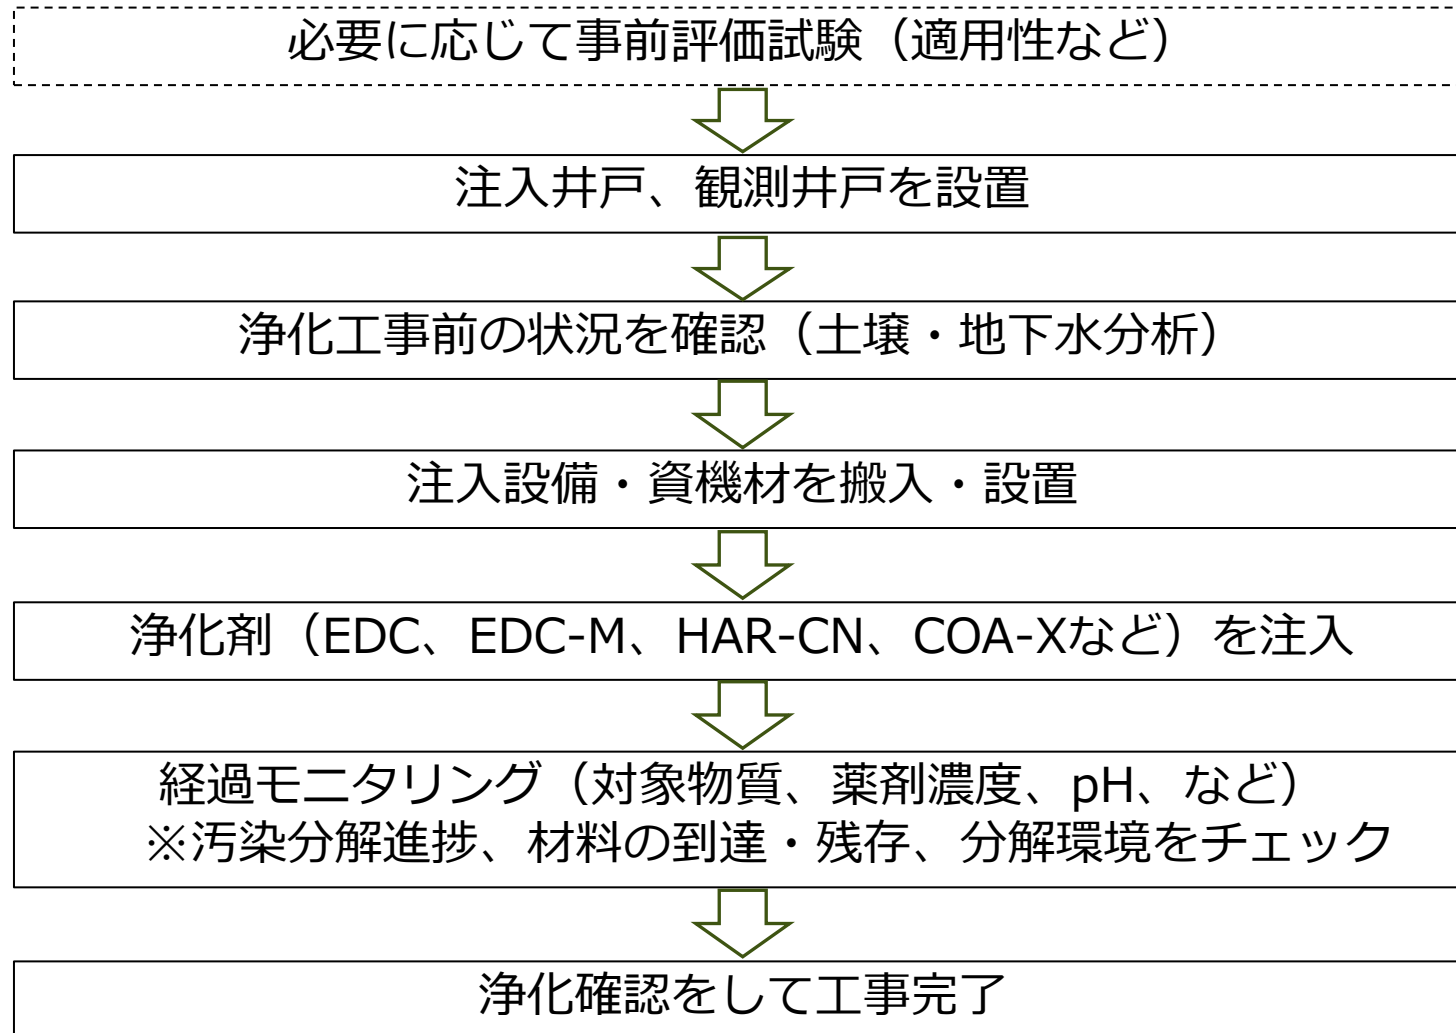 必要に応じて事前評価試験（適用性など）
注入井戸、観測井戸を設置
浄化工事前の状況を確認（土壌・地下水分析）
注入設備・資機材を搬入・設置
浄化剤（EDC、EDC-M、HAR-CN、COA-Xなど）を注入
経過モニタリング（対象物質、薬剤濃度、pH、など）
※汚染分解進捗、材料の到達・残存、分解環境をチェック
浄化確認をして工事完了